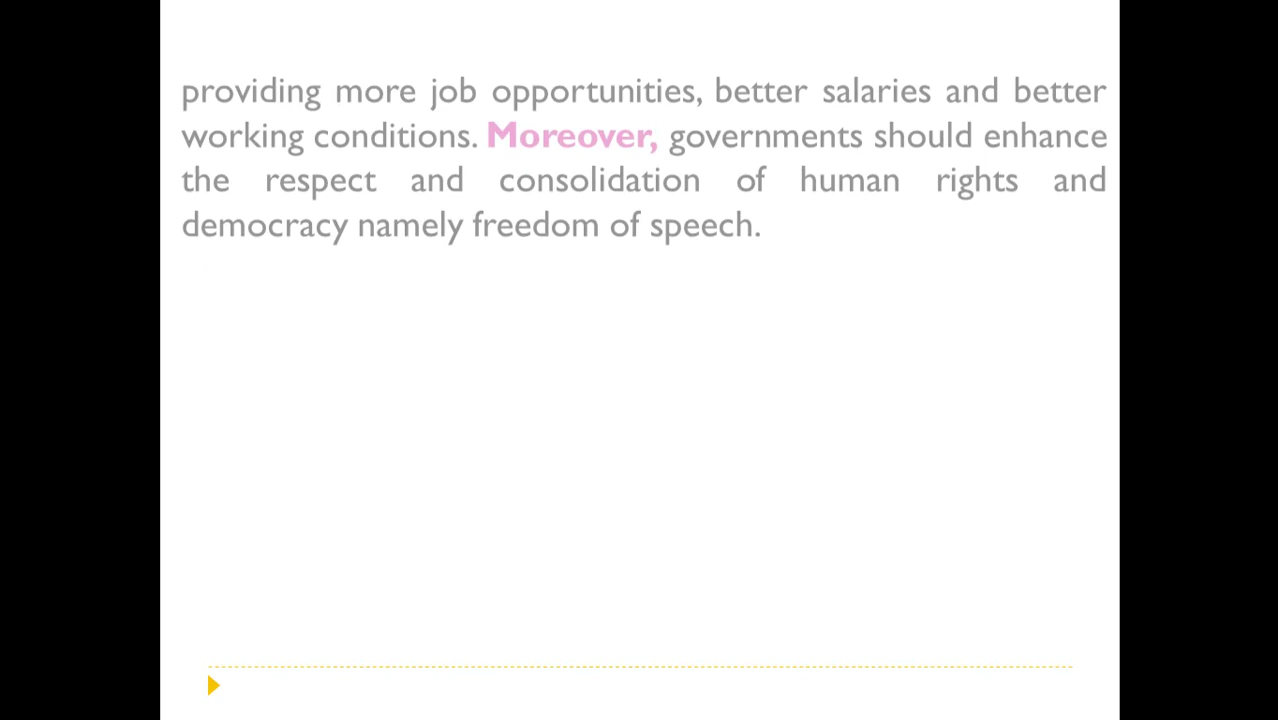 providing more job opportunities, better salaries and better
working conditions. Moreover, governments should enhance
the respect and consolidation of human rights and
democracy namely freedom of speech.